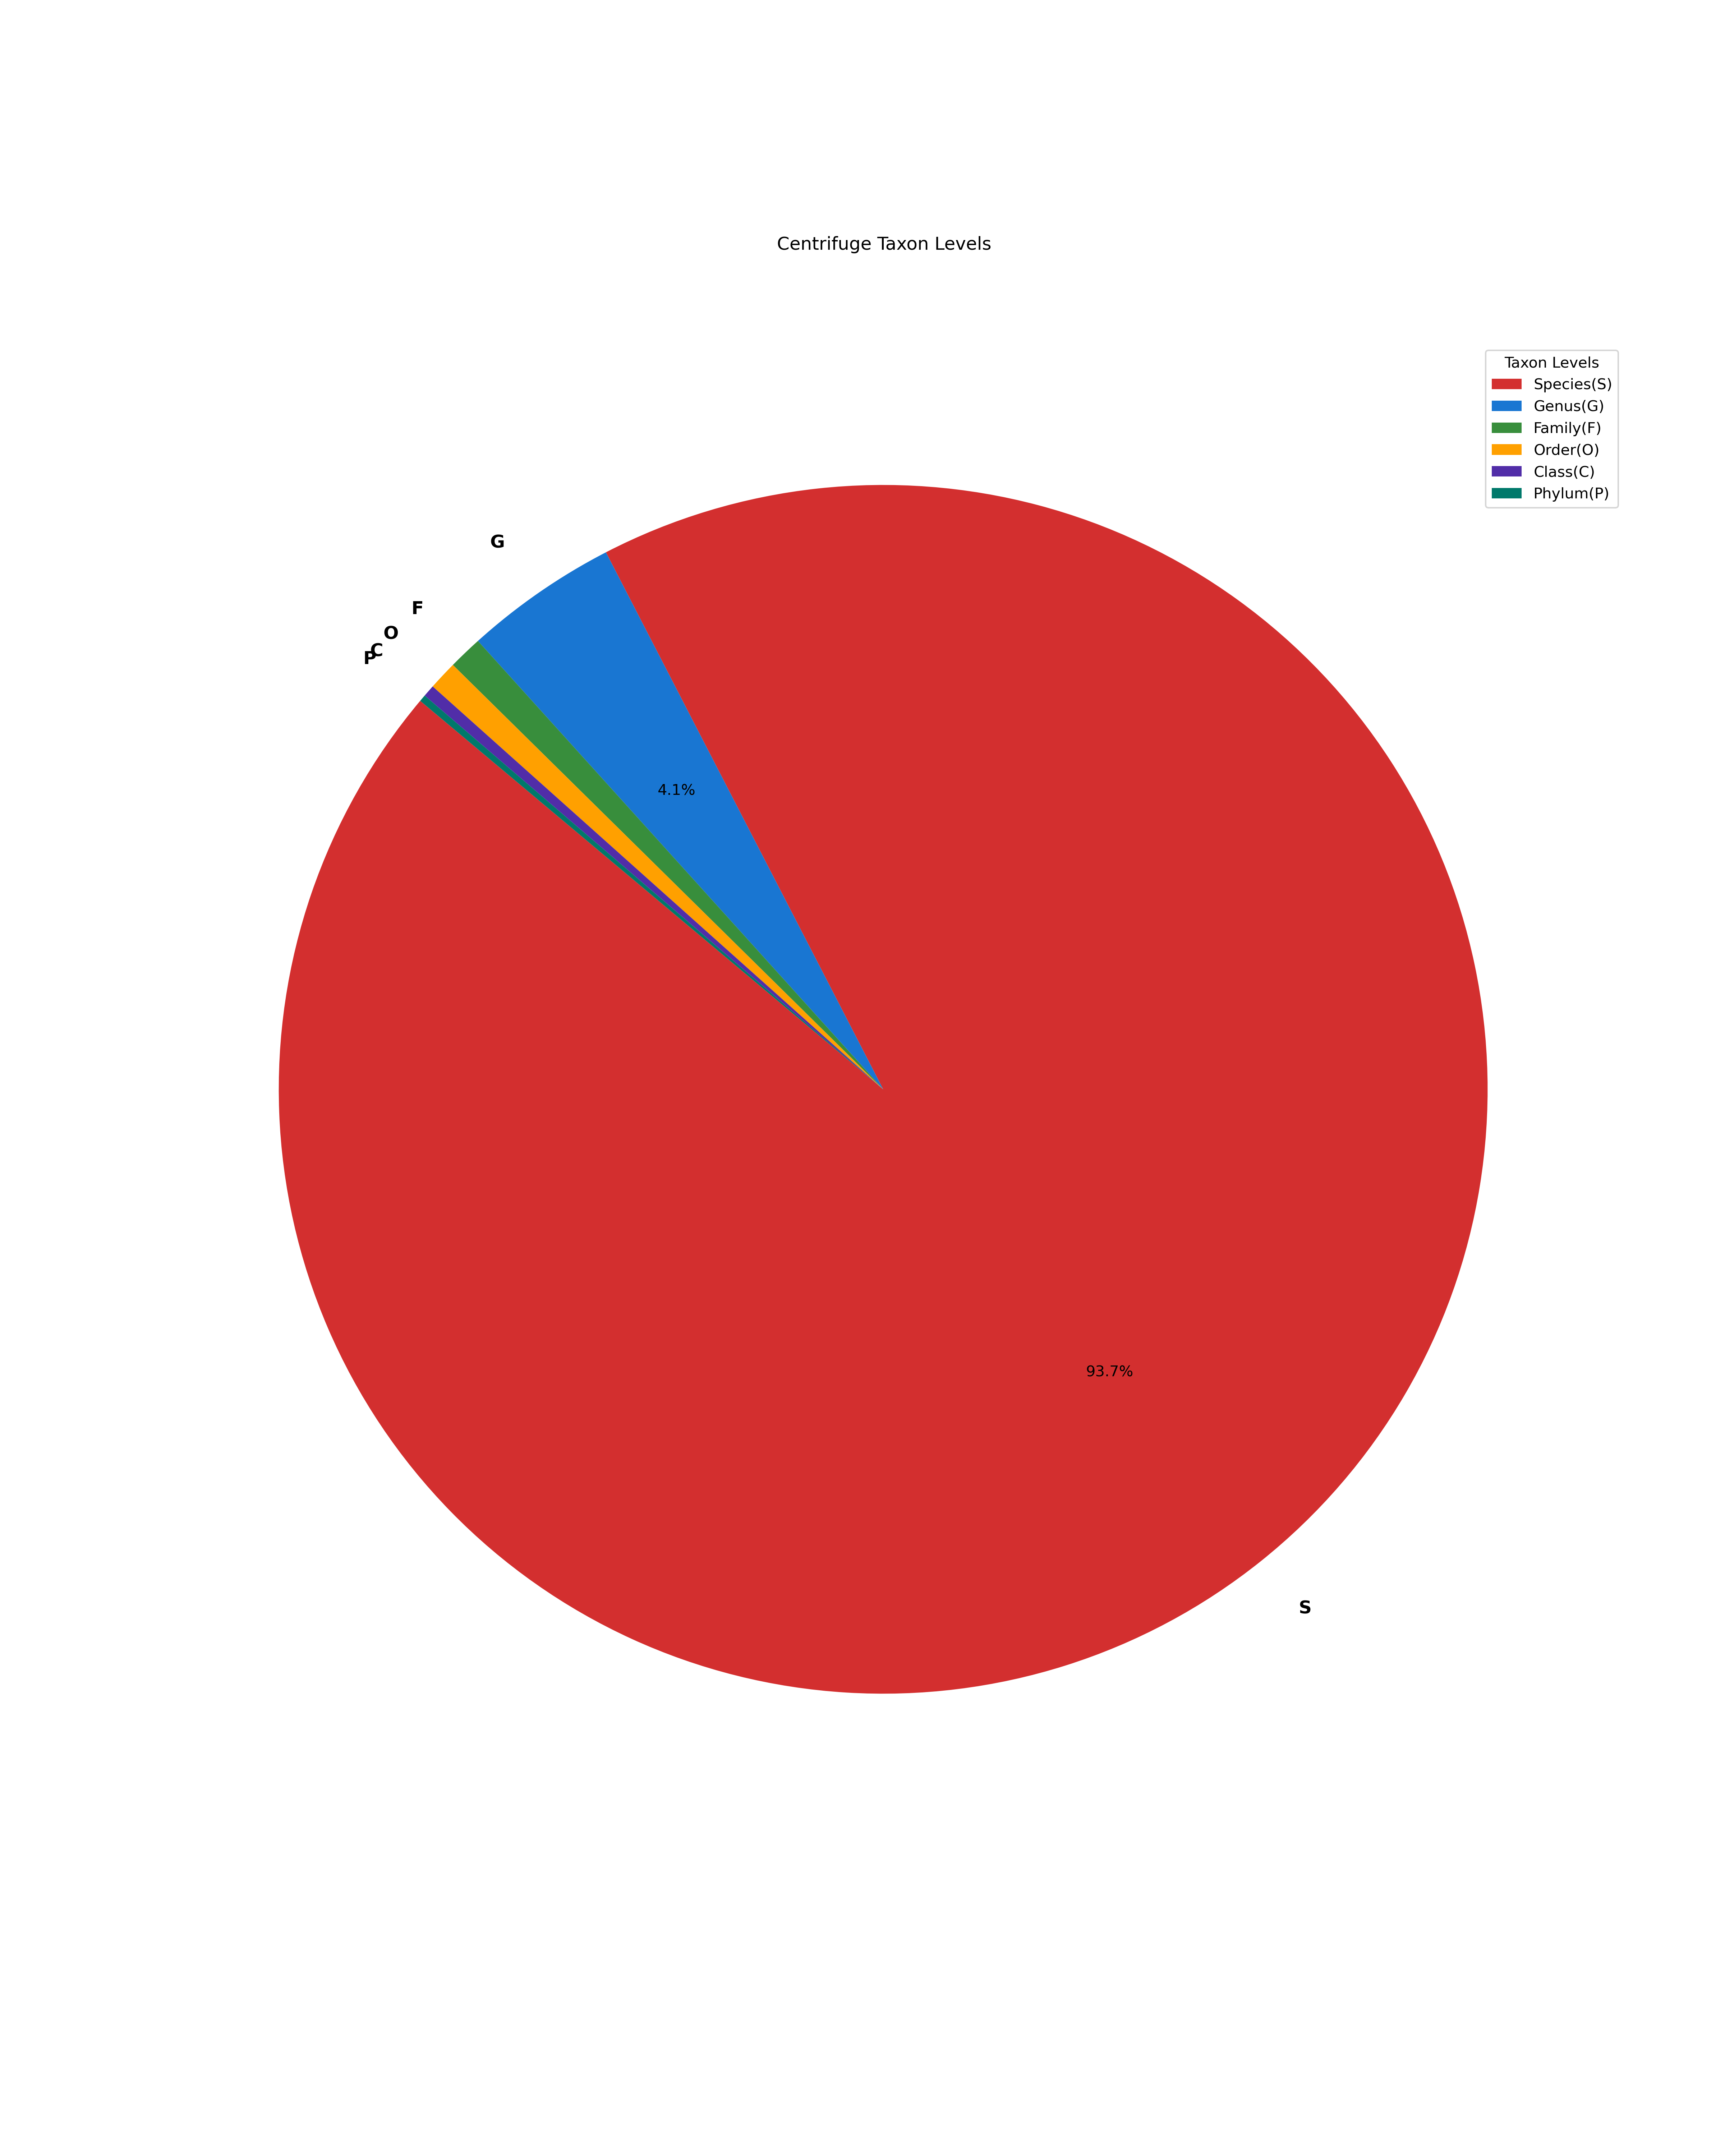 Centrifuge Taxon Levels
Taxon Levels
Species(S)
Genus(G)
Family(F)
Order(O)
Class(C)
Phylum(P)
G
F
O
C
P
4.1%
93.7%
S